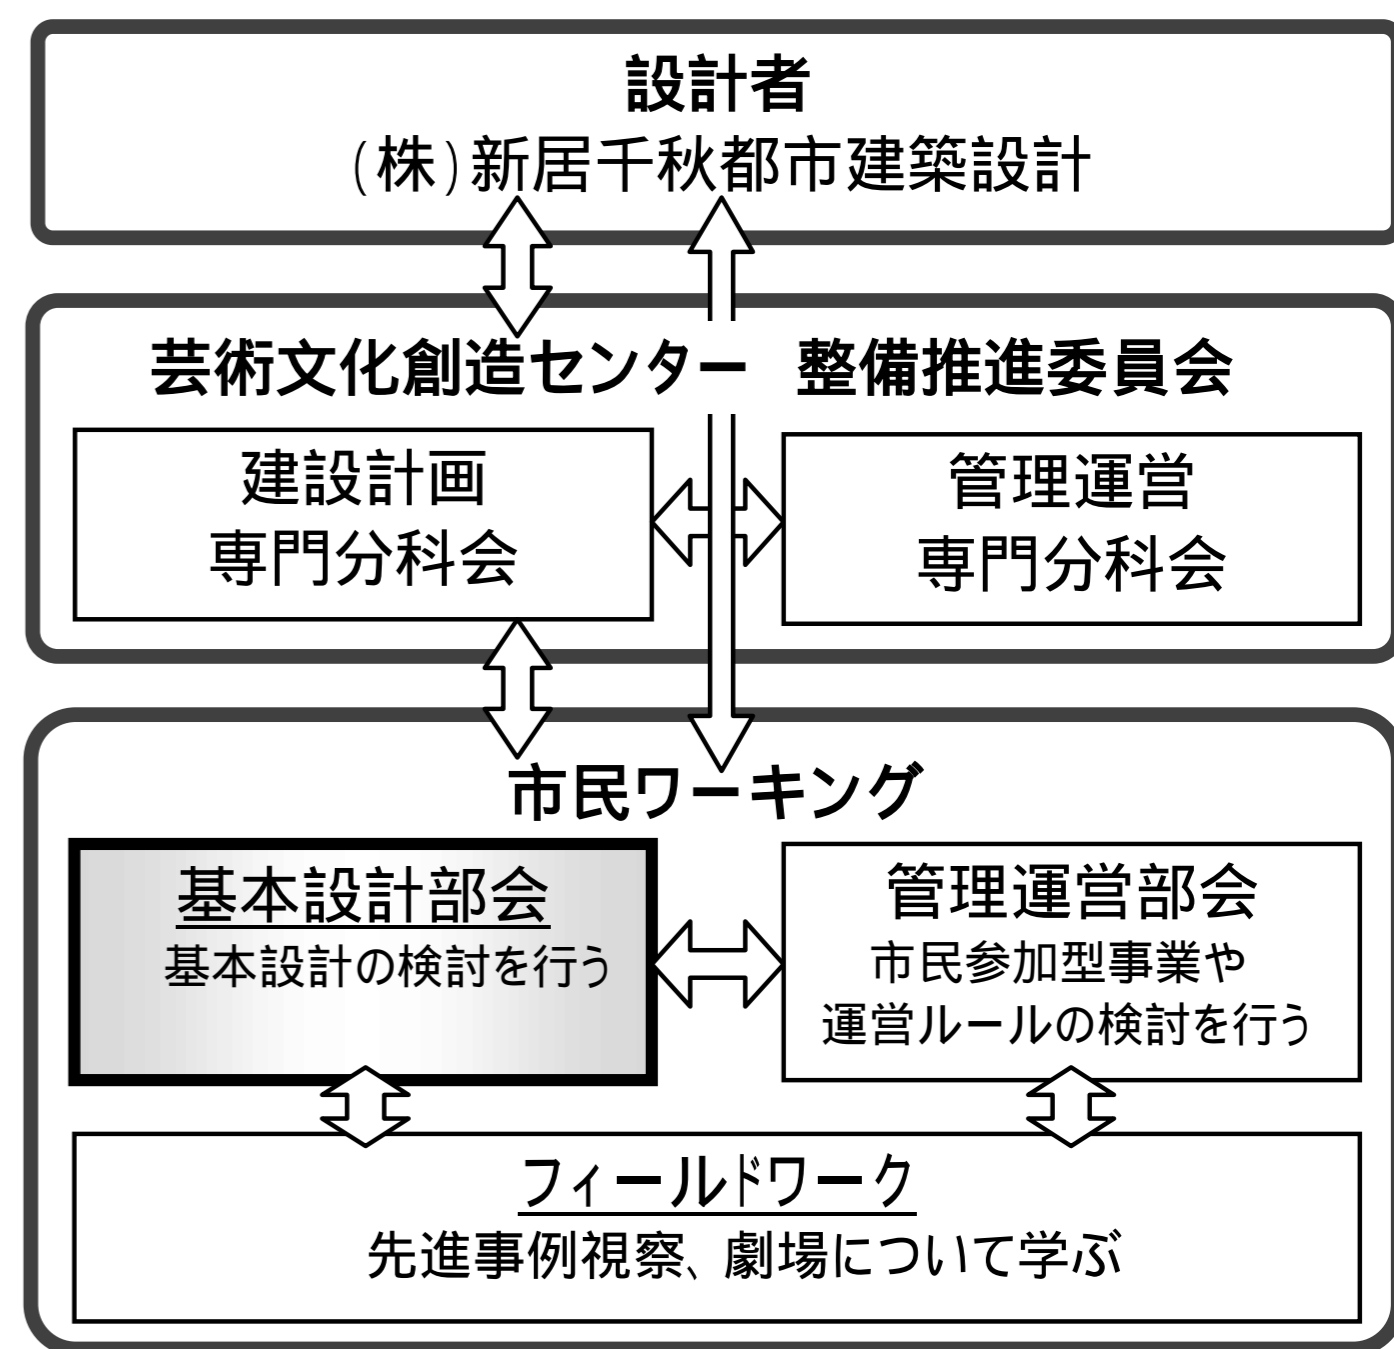 設計者
(株)新居千秋都市建築設計
芸術文化創造センター 整備推進委員会
建設計画
専門分科会
管理運営
専門分科会
市民ワーキング
基本設計部会
基本設計の検討を行う
管理運営部会
市民参加型事業や
運営ルールの検討を行う
フィールドワーク
先進事例視察、劇場について学ぶ